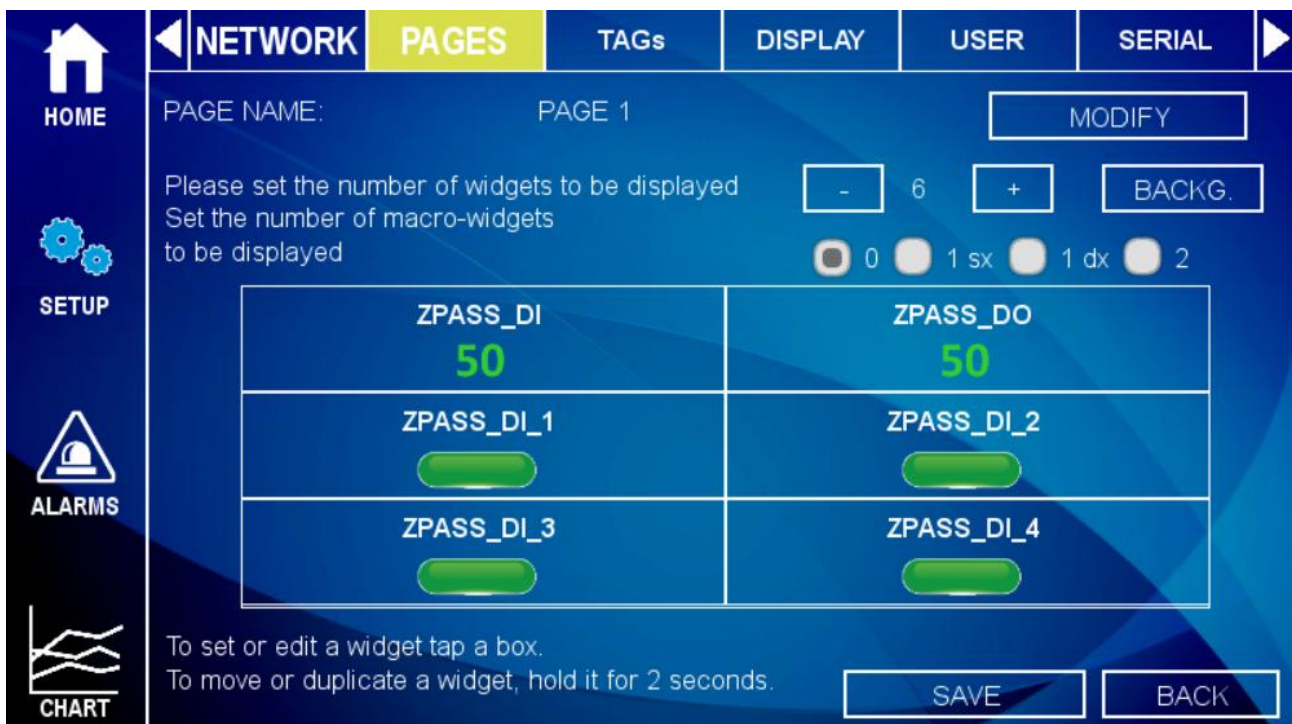 NETWORK PAGES TAGs DISPLAY USER SERIAL
HOME
PAGE NAME: PAGE 1 MODIFY
Please set the number of widgets to be displayed - 6 + BACKG.
Set the number of macro-widgets
to be displayed 0 1 sx 1 dx 2
SETUP
ZPASS_DI ZPASS_DO
50 50
ZPASS_DI_1 ZPASS_DI_2
ALARMS
ZPASS_DI_3 ZPASS_DI_4
To set or edit a widget tap a box.
To move or duplicate a widget, hold it for 2 seconds.
SAVE BACK
CHART